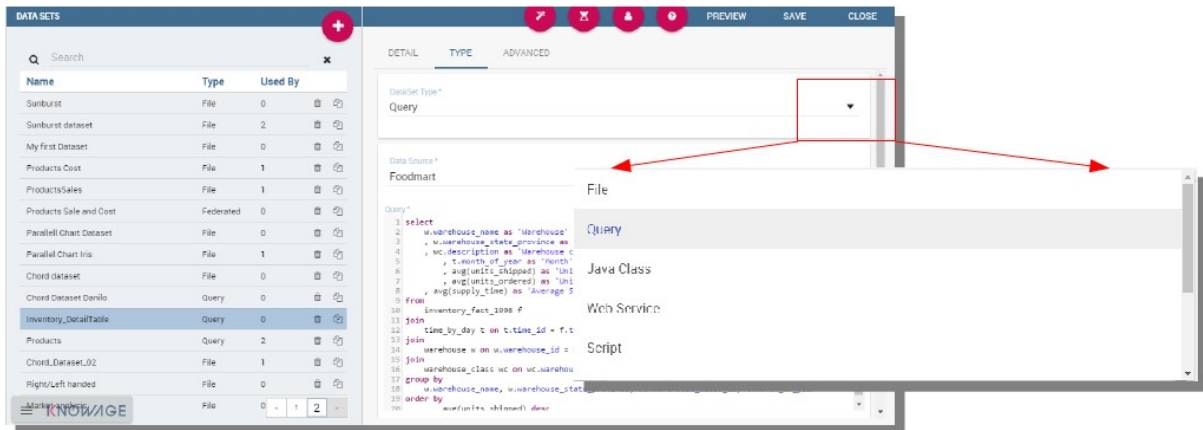 DATA SETS
PREVIEW SAVE CLOSE
Search
DETAIL TYPE ADVANCED
Name Type Used By
Sunburst File 0
Sunburst dataset File 2
My first Dataset File 0
Products Cost File 1
ProductsSales File 1
Products Sale and Cost Federated 0
Parallell Chart Dataset File 0
Parallel Chart Iris File 1
Chord dataset File 0
Chord Dataset Danilo Query 0
Inventory_DetailTable Query 0
Products Query 2
Chord_Dataset_02 File 1
Right/Left handed File 0
Market analysis File 0
1 2
KNOWAGE
DataSet Type*
Query
Data Source*
Foodmart
Query*
1 select
2 w.warehouse_name as 'Warehouse'
3 , w.warehouse_state_province as
4 , wc.description as 'Warehouse c
5 , t.month_of_year as 'Month'
6 , avg(units_shipped) as 'Uni
7 , avg(units_ordered) as 'Uni
8 , avg(supply_time) as 'Average S
9 from
10 inventory_fact_1998 f
11 join
12 time_by_day t on t.time_id = f.t
13 join
14 warehouse w on w.warehouse_id =
15 join
16 warehouse_class wc on wc.warehou
17 group by
18 w.warehouse_name, w.warehouse_stat
19 order by
20 avg(units_shipped) desc
File
Query
Java Class
Web Service
Script